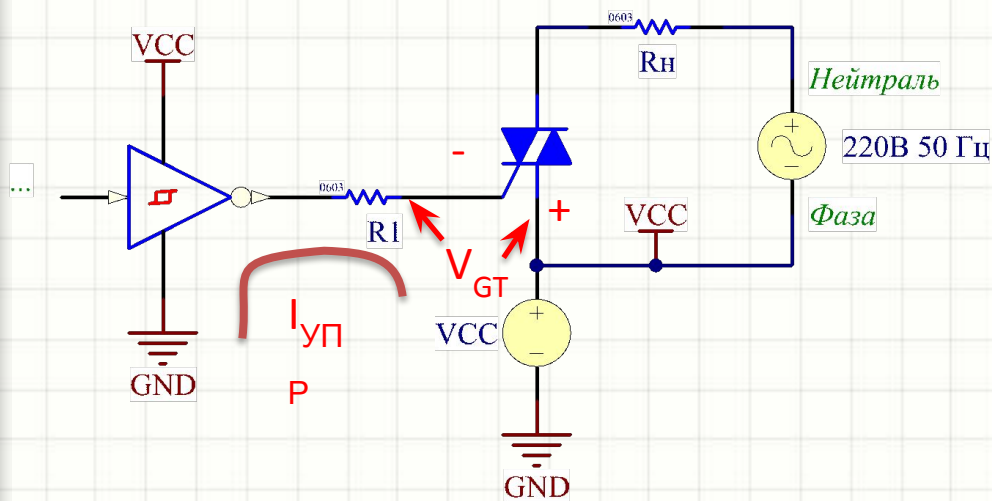 VCC
0603
Rн
Нейтраль
220В 50 Гц
Фаза
...
-
0603
R1
+
VCC
VGT
IУП
Р
VCC
GND
GND